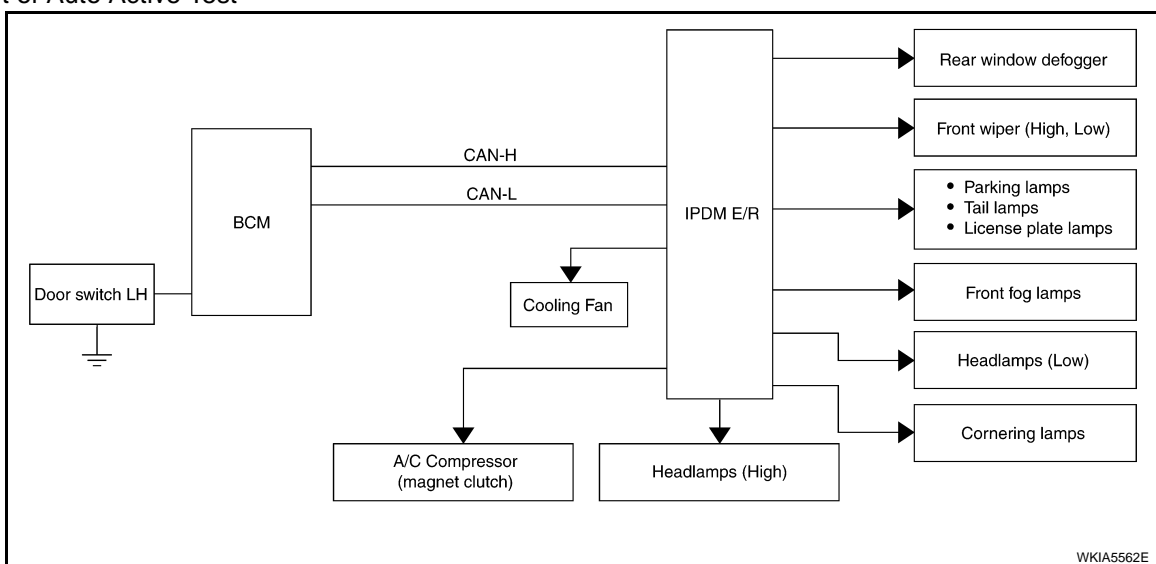 Auto Active Test
Rear window defogger
Front wiper (High, Low)
CAN-H
CAN-L
BCM
IPDM E/R
• Parking lamps
• Tail lamps
• License plate lamps
Door switch LH
Cooling Fan
Front fog lamps
Headlamps (Low)
Cornering lamps
A/C Compressor
(magnet clutch)
Headlamps (High)
WKIA5562E